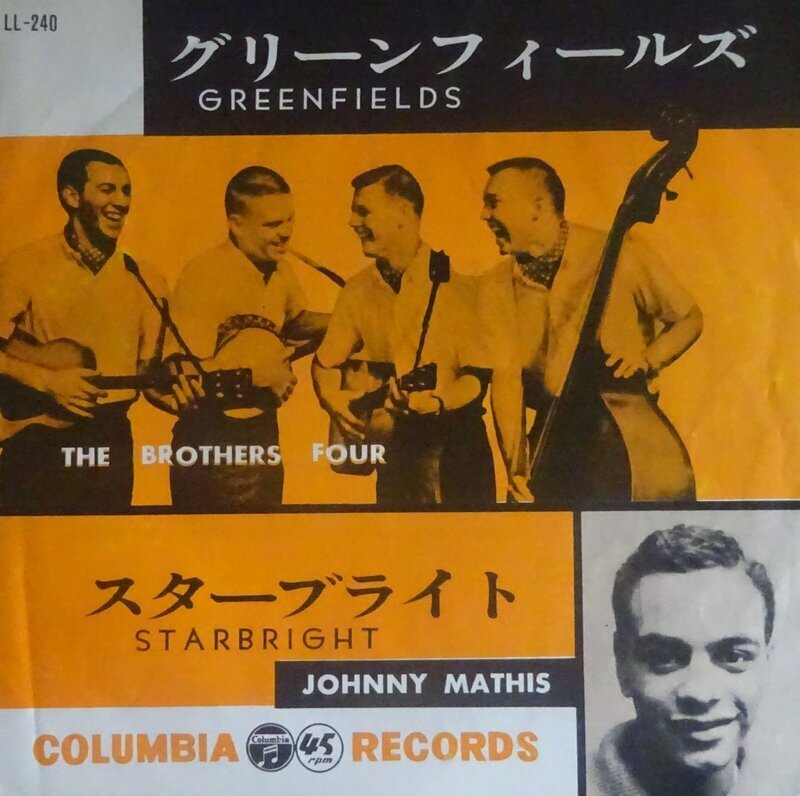 LL-240
グリーンフィールズ
GREENFIELDS
THE BROTHERS FOUR
スターブライト
STARBRIGHT
JOHNNY MATHIS
COLUMBIA Columbia 45 rpm RECORDS